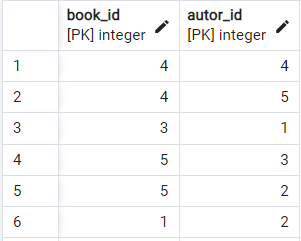 book_id autor_id
[PK] integer [PK] integer
1 4 4
2 4 5
3 3 1
4 5 3
5 5 2
6 1 2